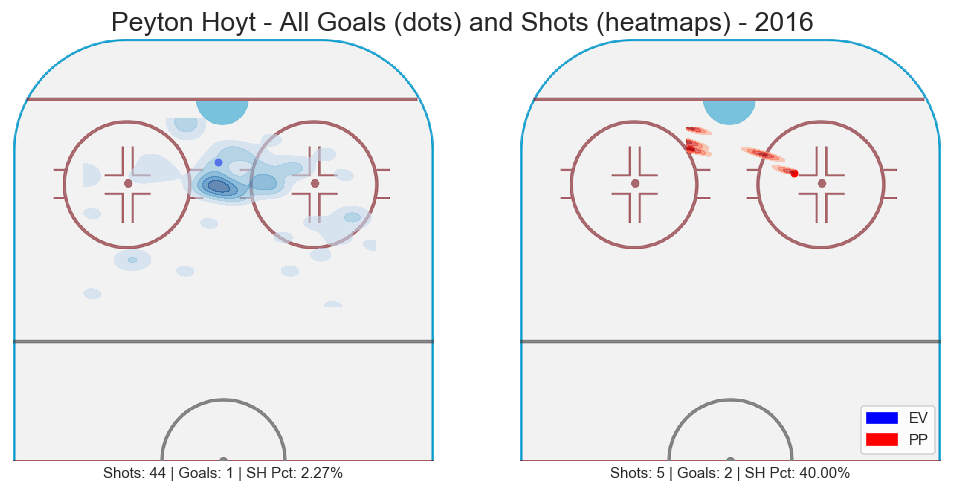 Peyton Hoyt - All Goals (dots) and Shots (heatmaps) - 2016
EV
PP
Shots: 44 | Goals: 1 | SH Pct: 2.27%
Shots: 5 | Goals: 2 | SH Pct: 40.00%